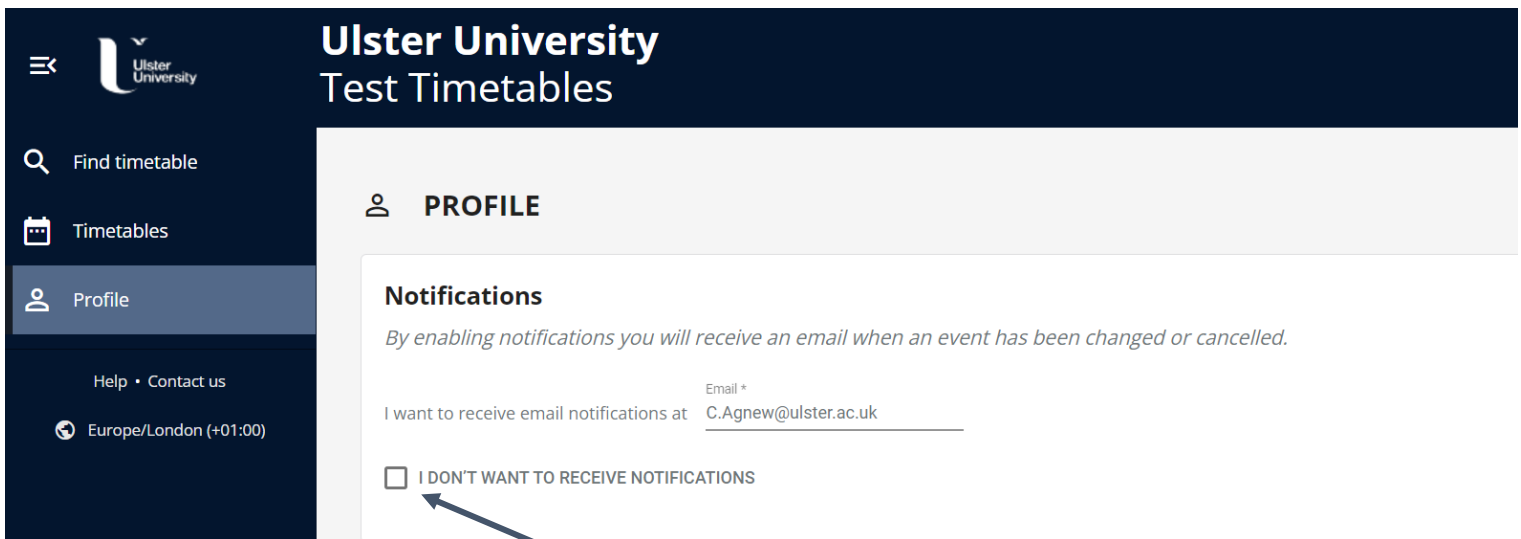 Ulster
University
Ulster University
Test Timetables
Find timetable
Timetables
Profile
Help • Contact us
Europe/London (+01:00)
PROFILE
Notifications
By enabling notifications you will receive an email when an event has been changed or cancelled.
Email *
I want to receive email notifications at C.Agnew@ulster.ac.uk
I DON'T WANT TO RECEIVE NOTIFICATIONS